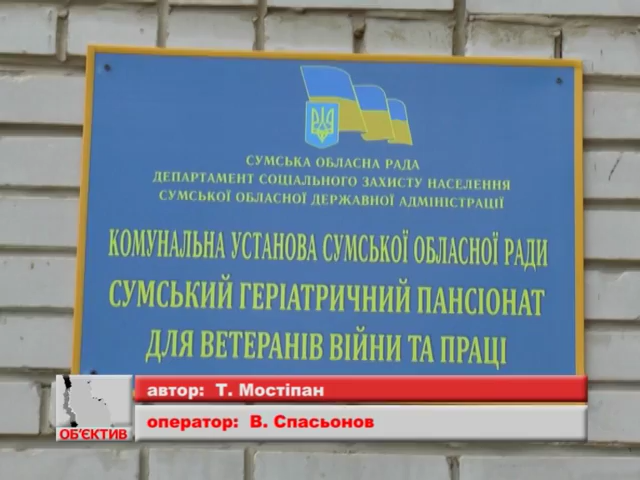 СУМСЬКА ОБЛАСНА РАДА
ДЕПАРТАМЕНТ СОЦІАЛЬНОГО ЗАХИСТУ НАСЕЛЕННЯ
СУМСЬКОЇ ОБЛАСНОЇ ДЕРЖАВНОЇ АДМІНІСТРАЦІЇ
КОМУНАЛЬНА УСТАНОВА СУМСЬКОЇ ОБЛАСНОЇ РАДИ
СУМСЬКИЙ ГЕРІАТРИЧНИЙ ПАНСІОНАТ
ДЛЯ ВЕТЕРАНІВ ВІЙНИ ТА ПРАЦІ
автор: Т. Мостіпан
оператор: В. Спасьонов
ОБ'ЄКТИВ